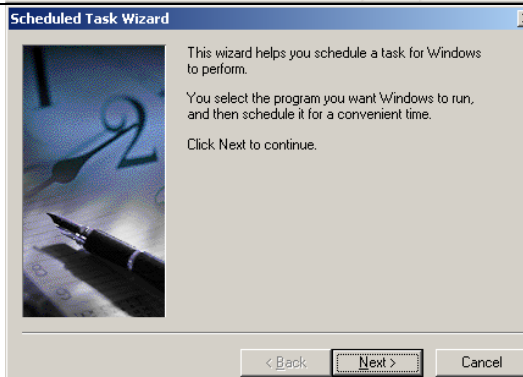 Scheduled Task Wizard
This wizard helps you schedule a task for Windows
to perform.
You select the program you want Windows to run,
and then schedule it for a convenient time.
Click Next to continue.
2
< Back Next > Cancel